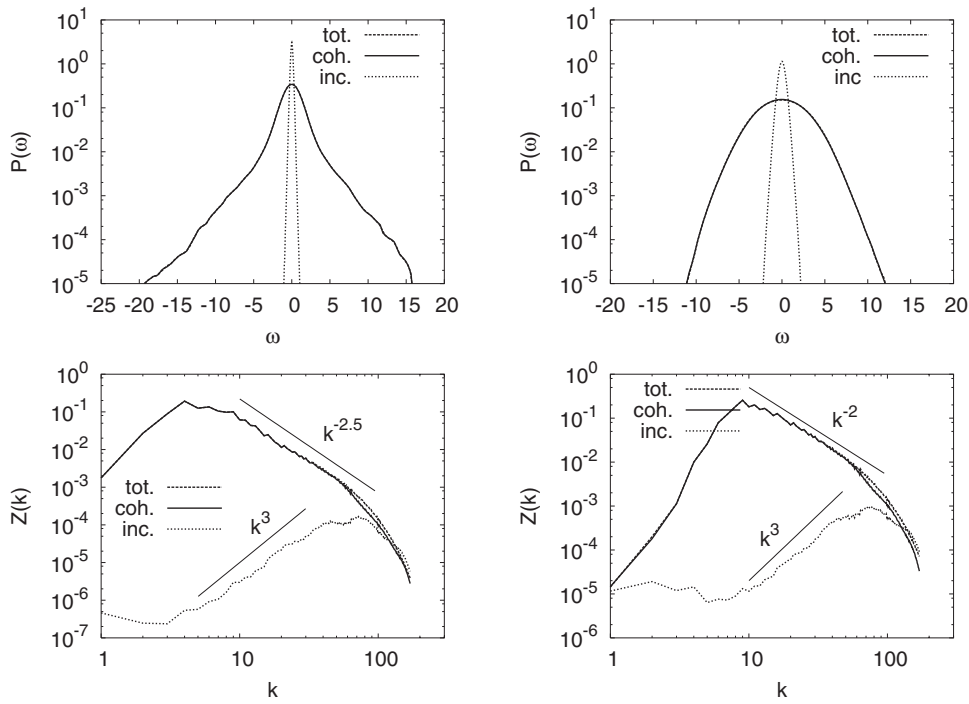 10^1
10^0
10^-1
10^-2
10^-3
10^-4
10^-5
P(ω)
tot.
coh.
inc.
-25 -20 -15 -10 -5 0 5 10 15 20
ω
10^1
10^0
10^-1
10^-2
10^-3
10^-4
10^-5
P(ω)
tot.
coh.
inc
-20 -15 -10 -5 0 5 10 15 20
ω
10^0
10^-1
10^-2
10^-3
10^-4
10^-5
10^-6
10^-7
Z(k)
tot.
coh.
inc.
k^-2.5
k^3
1 10 100
k
10^0
10^-1
10^-2
10^-3
10^-4
10^-5
10^-6
Z(k)
tot.
coh.
inc.
k^-2
k^3
1 10 100
k